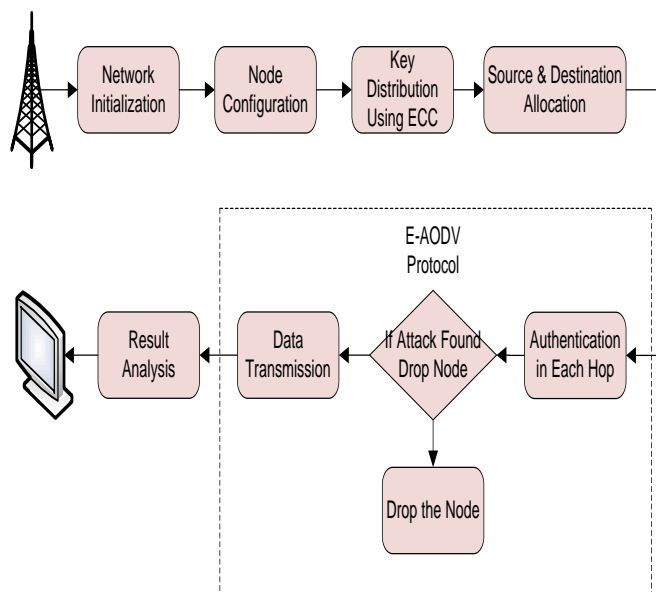 Network
Initialization
Node
Configuration
Key
Distribution
Using ECC
Source & Destination
Allocation
E-AODV
Protocol
Result
Analysis
Data
Transmission
If Attack Found
Drop Node
Authentication
in Each Hop
Drop the Node